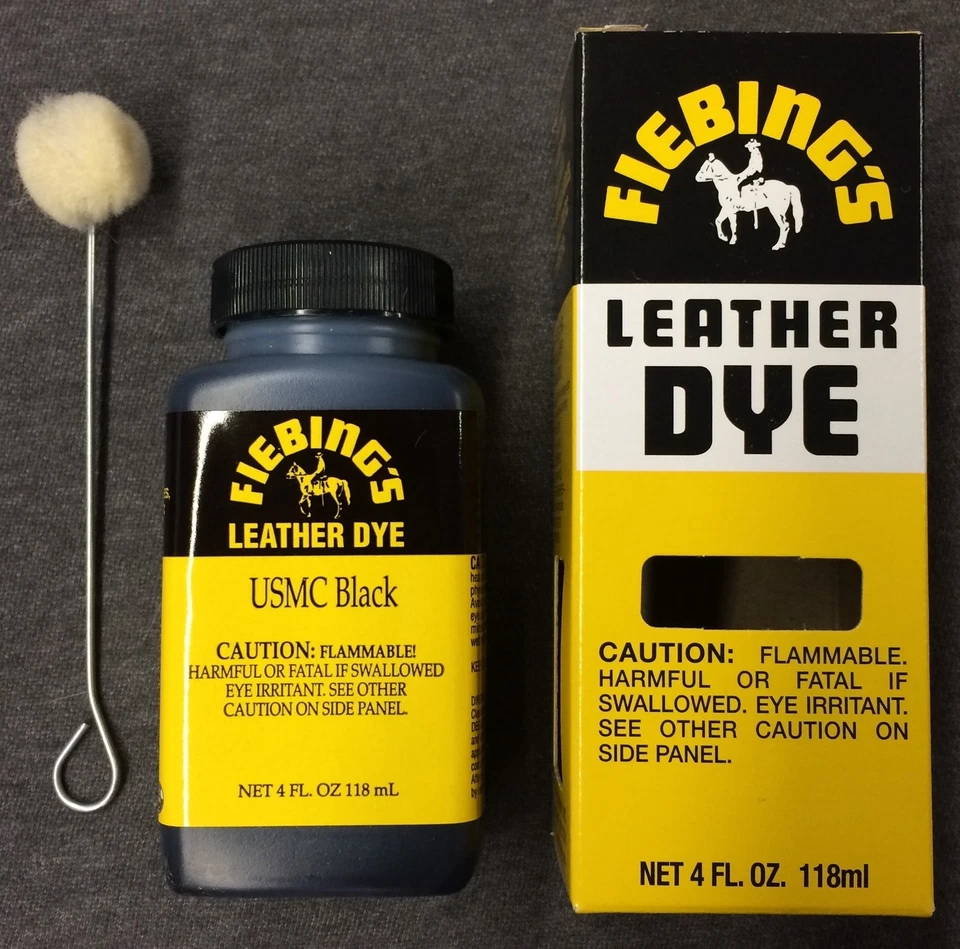 FIEBING'S
LEATHER DYE
USMC Black
CAUTION: FLAMMABLE!
HARMFUL OR FATAL IF SWALLOWED
EYE IRRITANT. SEE OTHER
CAUTION ON SIDE PANEL.
NET 4 FL. OZ 118 mL
FIEBING'S
LEATHER
DYE
CAUTION: FLAMMABLE.
HARMFUL OR FATAL IF
SWALLOWED. EYE IRRITANT.
SEE OTHER CAUTION ON
SIDE PANEL.
NET 4 FL. OZ. 118ml